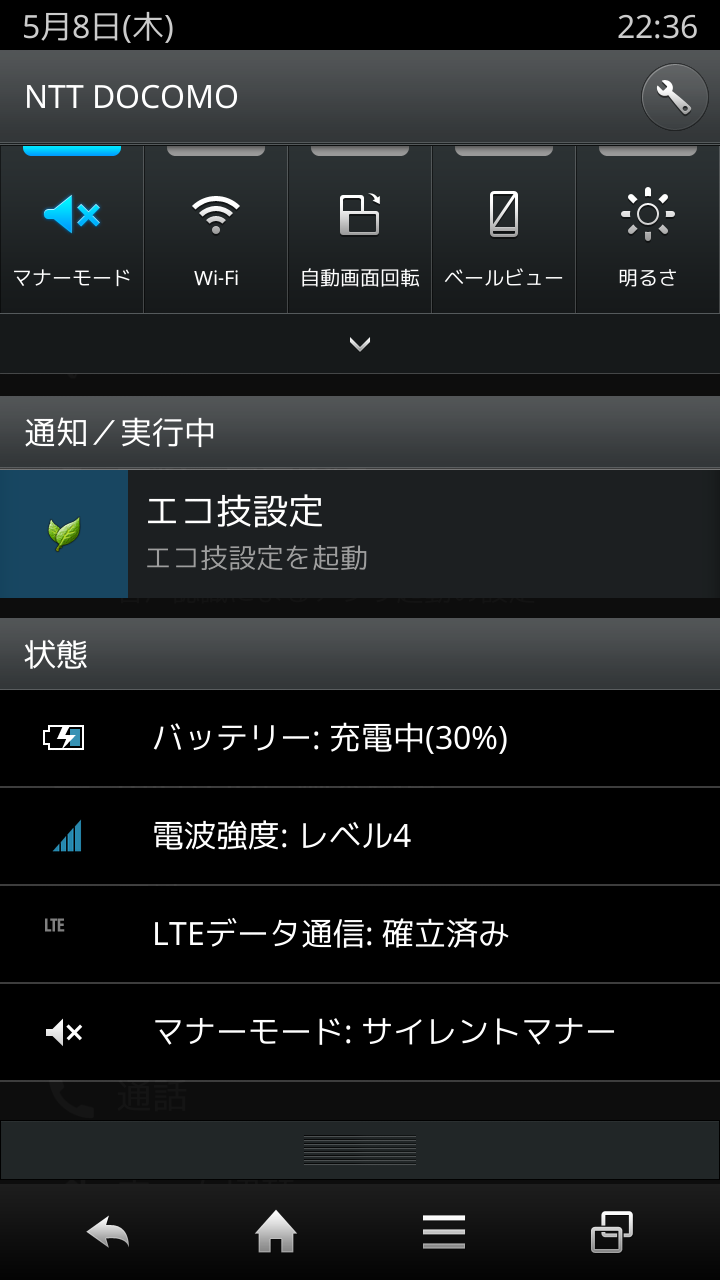 5月8日(木) 22:36
NTT DOCOMO
マナーモード Wi-Fi 自動画面回転 ベールビュー 明るさ
通知／実行中
エコ技設定
エコ技設定を起動
状態
バッテリー: 充電中(30%)
電波強度: レベル4
LTE LTEデータ通信: 確立済み
マナーモード: サイレントマナー
通話